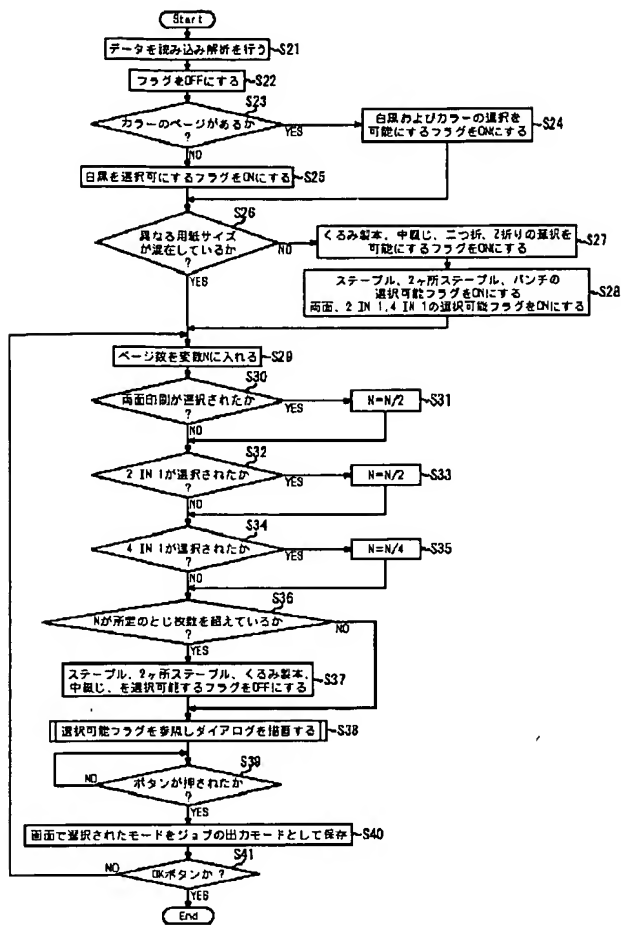 Start
データを読み込み解析を行う
S21
フラグをOFFにする
S22
S23
カラーのページがあるか
?
YES
白黒およびカラーの選択を
可能にするフラグをONにする
S24
NO
白黒を選択可にするフラグをONにする
S25
S26
異なる用紙サイズ
が混在しているか
?
NO
くるみ製本, 中綴じ、二つ折、Z折りの選択を
可能にするフラグをONにする
S27
YES
ステープル、2ヶ所ステープル、パンチの
選択可能フラグをONにする
両面、2 IN 1,4 IN 1の選択可能フラグをONにする
S28
ページ数を変数Nに入れる
S29
S30
両面印刷が選択されたか
?
YES
N=N/2
S31
NO
S32
2 IN 1が選択されたか
?
YES
N=N/2
S33
NO
S34
4 IN 1が選択されたか
?
YES
N=N/4
S35
NO
S36
Nが所定のとじ枚数を超えているか
?
NO
YES
ステープル、2ヶ所ステープル、くるみ製本、
中綴じ、を選択可能するフラグをOFFにする
S37
選択可能フラグを参照しダイアログを描画する
S38
S39
ボタンが押されたか
?
NO
YES
画面で選択されたモードをジョブの出力モードとして保存
S40
S41
OKボタンか ?
NO
YES
End